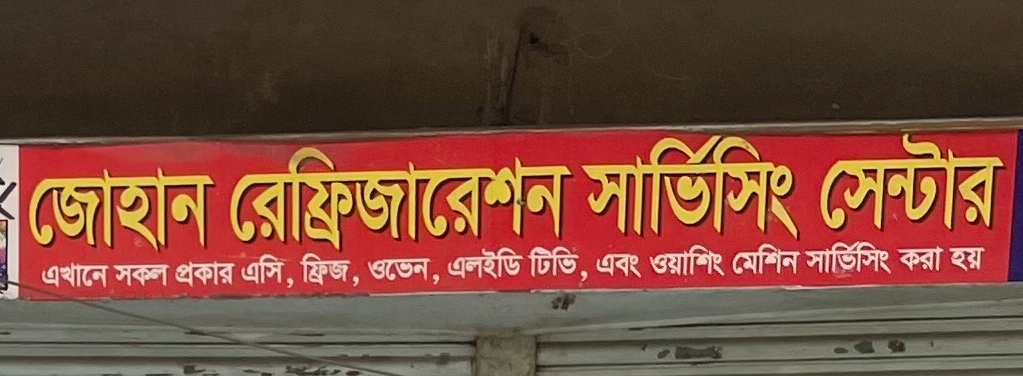 জোহান রেফ্রিজারেশন সার্ভিসিং সেন্টার
এখানে সকল প্রকার এসি, ফ্রিজ, ওভেন, এলইডি টিভি, এবং ওয়াশিং মেশিন সার্ভিসিং করা হয়